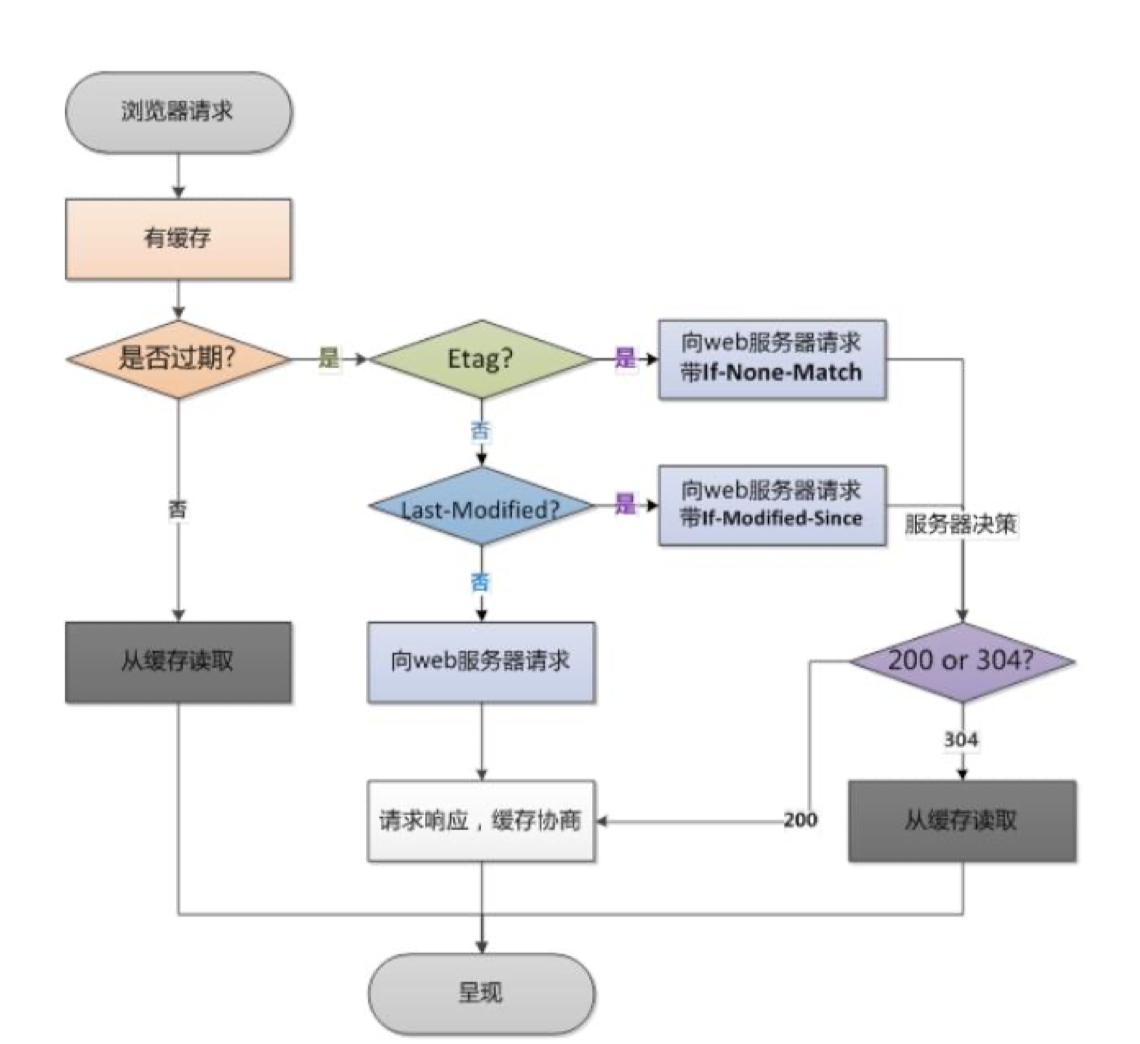 浏览器请求
有缓存
是否过期?
是
Etag?
是
向web服务器请求
带If-None-Match
否
否
Last-Modified?
是
向web服务器请求
带If-Modified-Since
服务器决策
否
从缓存读取
向web服务器请求
200 or 304?
304
请求响应，缓存协商
200
从缓存读取
呈现